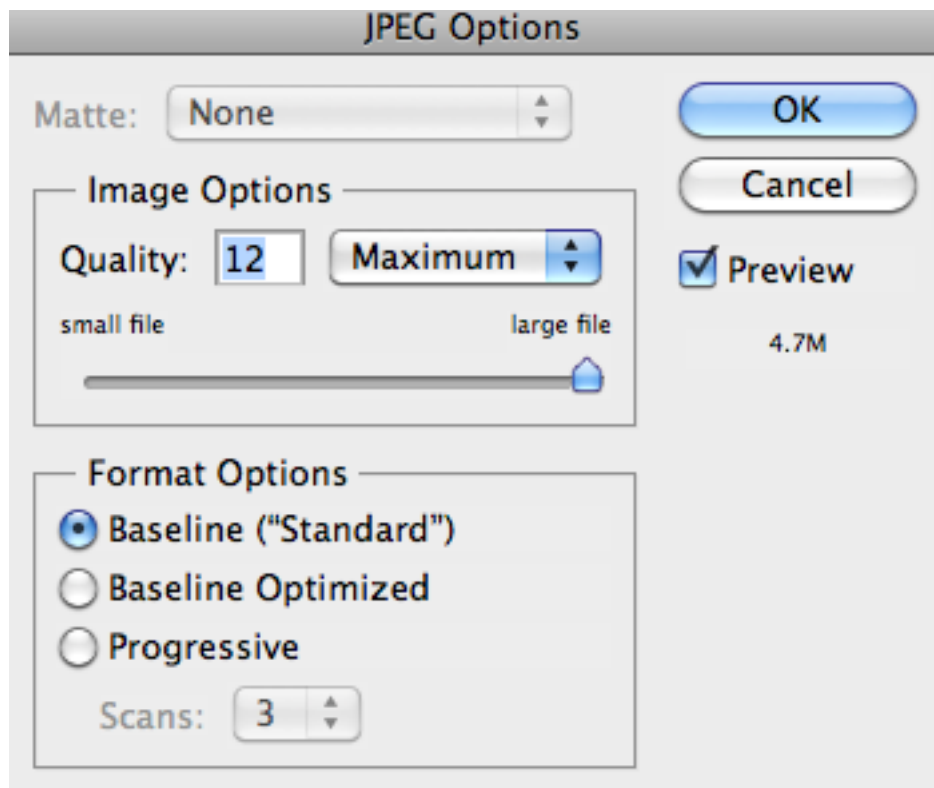 JPEG Options
Matte: None
OK
Cancel
Image Options
Quality: 12 Maximum
Preview
small file large file
4.7M
Format Options
Baseline (“Standard”)
Baseline Optimized
Progressive
Scans: 3